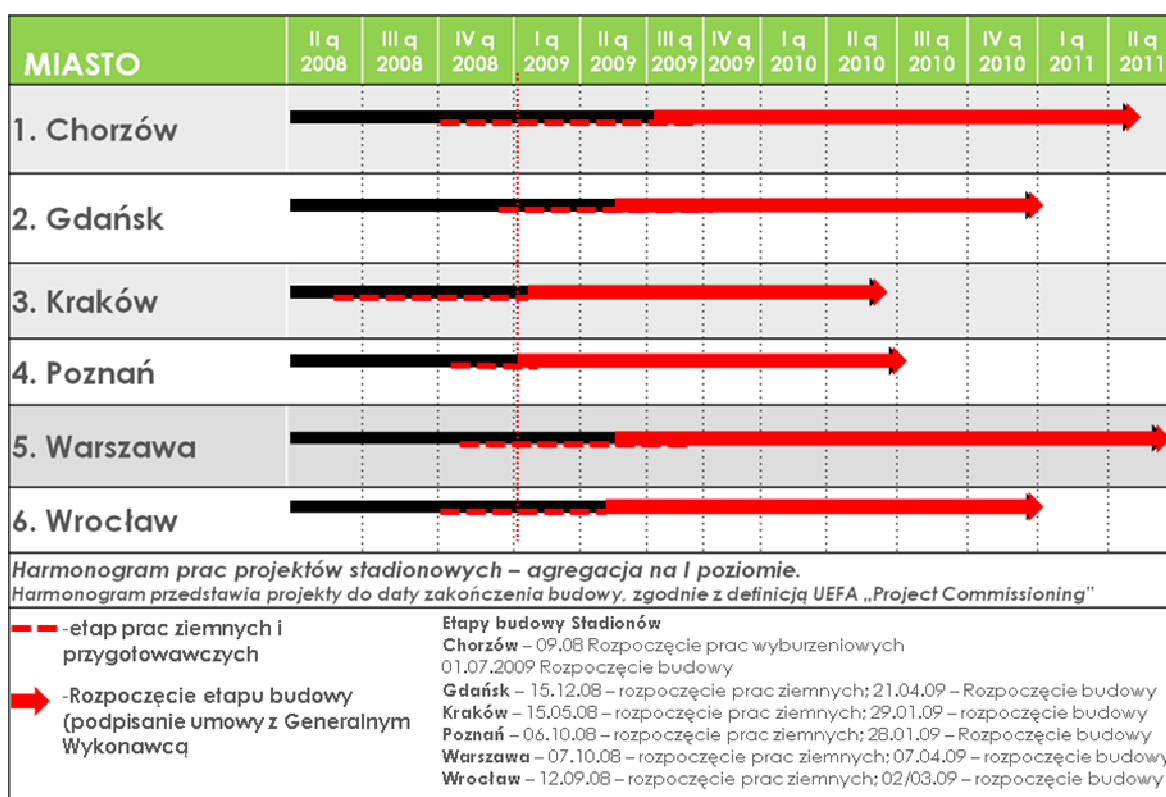 MIASTO
II q 2008
III q 2008
IV q 2008
I q 2009
II q 2009
III q 2009
IV q 2009
I q 2010
II q 2010
III q 2010
IV q 2010
I q 2011
II q 2011
1. Chorzów
2. Gdańsk
3. Kraków
4. Poznań
5. Warszawa
6. Wrocław
Harmonogram prac projektów stadionowych – agregacja na I poziomie.
Harmonogram przedstawia projekty do daty zakończenia budowy, zgodnie z definicją UEFA „Project Commissioning"
-etap prac ziemnych i
przygotowawczych
-Rozpoczęcie etapu budowy
(podpisanie umowy z Generalnym
Wykonawcą
Etapy budowy Stadionów
Chorzów – 09.08 Rozpoczęcie prac wyburzeniowych
01.07.2009 Rozpoczęcie budowy
Gdańsk – 15.12.08 – rozpoczęcie prac ziemnych; 21.04.09 – Rozpoczęcie budowy
Kraków – 15.05.08 – rozpoczęcie prac ziemnych; 29.01.09 – rozpoczęcie budowy
Poznań – 06.10.08 – rozpoczęcie prac ziemnych; 28.01.09 – Rozpoczęcie budowy
Warszawa – 07.10.08 – rozpoczęcie prac ziemnych; 07.04.09 – rozpoczęcie budowy
Wrocław – 12.09.08 – rozpoczęcie prac ziemnych; 02/03.09 – rozpoczęcie budowy